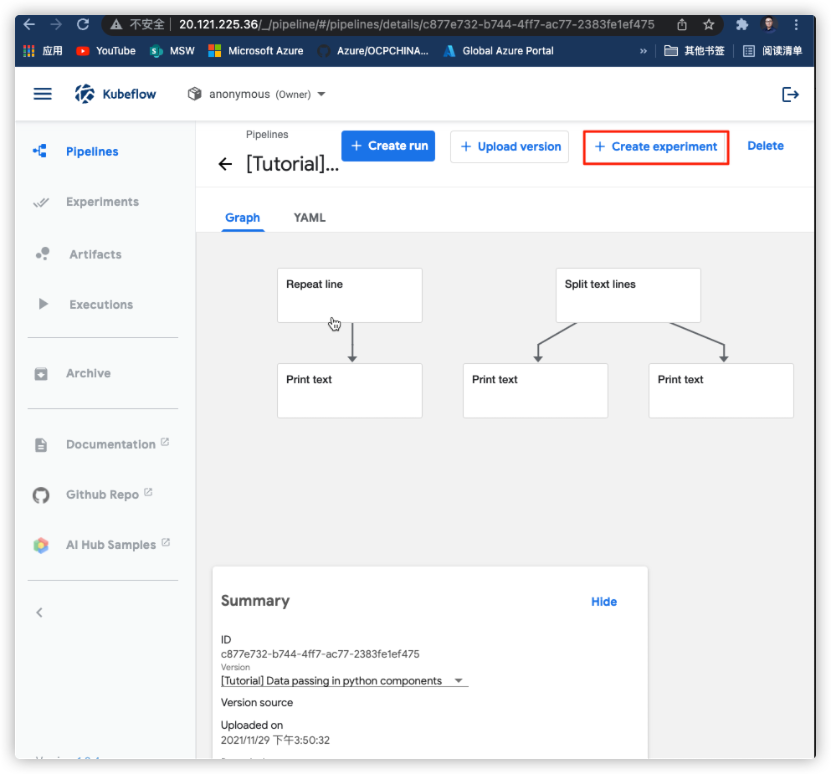 不安全 | 20.121.225.36/_/pipeline/#/pipelines/details/c877e732-b744-4ff7-ac77-2383fe1ef475
应用 YouTube MSW Microsoft Azure Azure/OCPCHINA... Global Azure Portal » 其他书签 阅读清单
Kubeflow anonymous (Owner)
Pipelines
[Tutorial]...
+ Create run
+ Upload version
+ Create experiment
Delete
Pipelines
Experiments
Artifacts
Executions
Archive
Documentation
Github Repo
AI Hub Samples
Graph YAML
Repeat line
Split text lines
Print text
Print text
Print text
Summary
Hide
ID
c877e732-b744-4ff7-ac77-2383fe1ef475
Version
[Tutorial] Data passing in python components
Version source
Uploaded on
2021/11/29 下午3:50:32